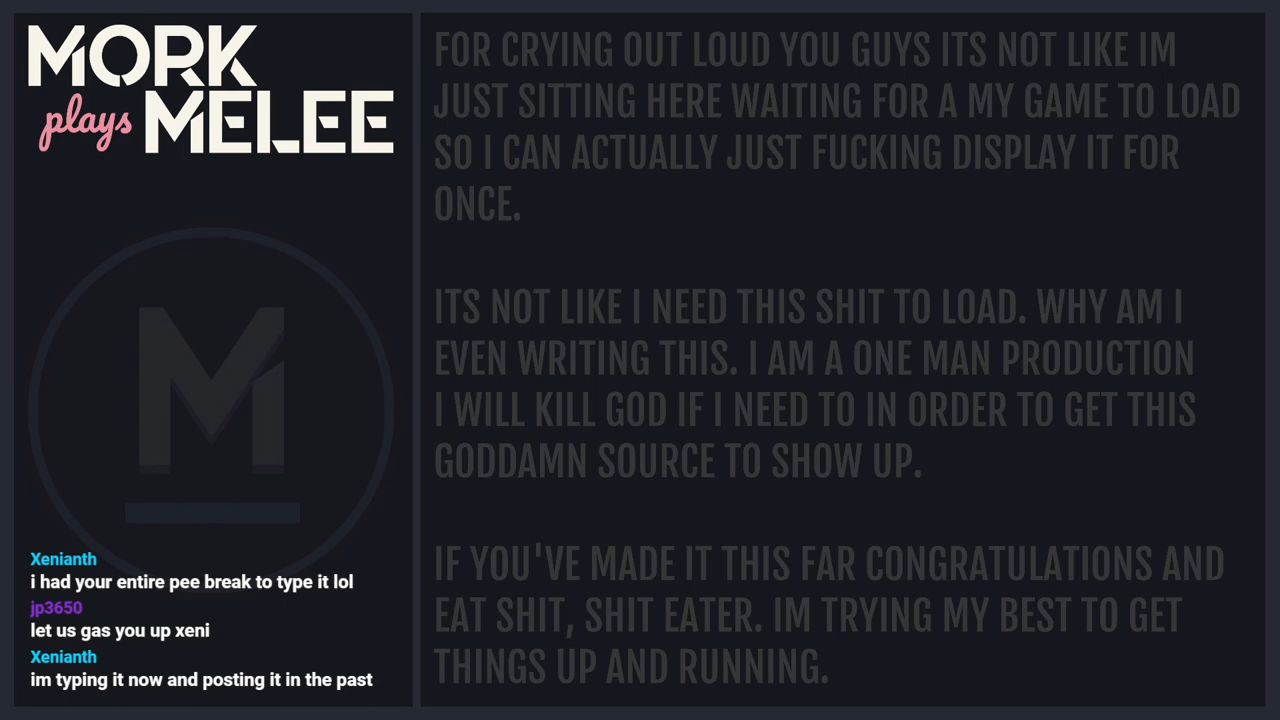 MORK
plays MELEE
M
Xenianth
i had your entire pee break to type it lol
jp3650
let us gas you up xeni
Xenianth
im typing it now and posting it in the past
FOR CRYING OUT LOUD YOU GUYS ITS NOT LIKE IM
JUST SITTING HERE WAITING FOR A MY GAME TO LOAD
SO I CAN ACTUALLY JUST FUCKING DISPLAY IT FOR
ONCE.
ITS NOT LIKE I NEED THIS SHIT TO LOAD. WHY AM I
EVEN WRITING THIS. I AM A ONE MAN PRODUCTION
I WILL KILL GOD IF I NEED TO IN ORDER TO GET THIS
GODDAMN SOURCE TO SHOW UP.
IF YOU'VE MADE IT THIS FAR CONGRATULATIONS AND
EAT SHIT, SHIT EATER. IM TRYING MY BEST TO GET
THINGS UP AND RUNNING.